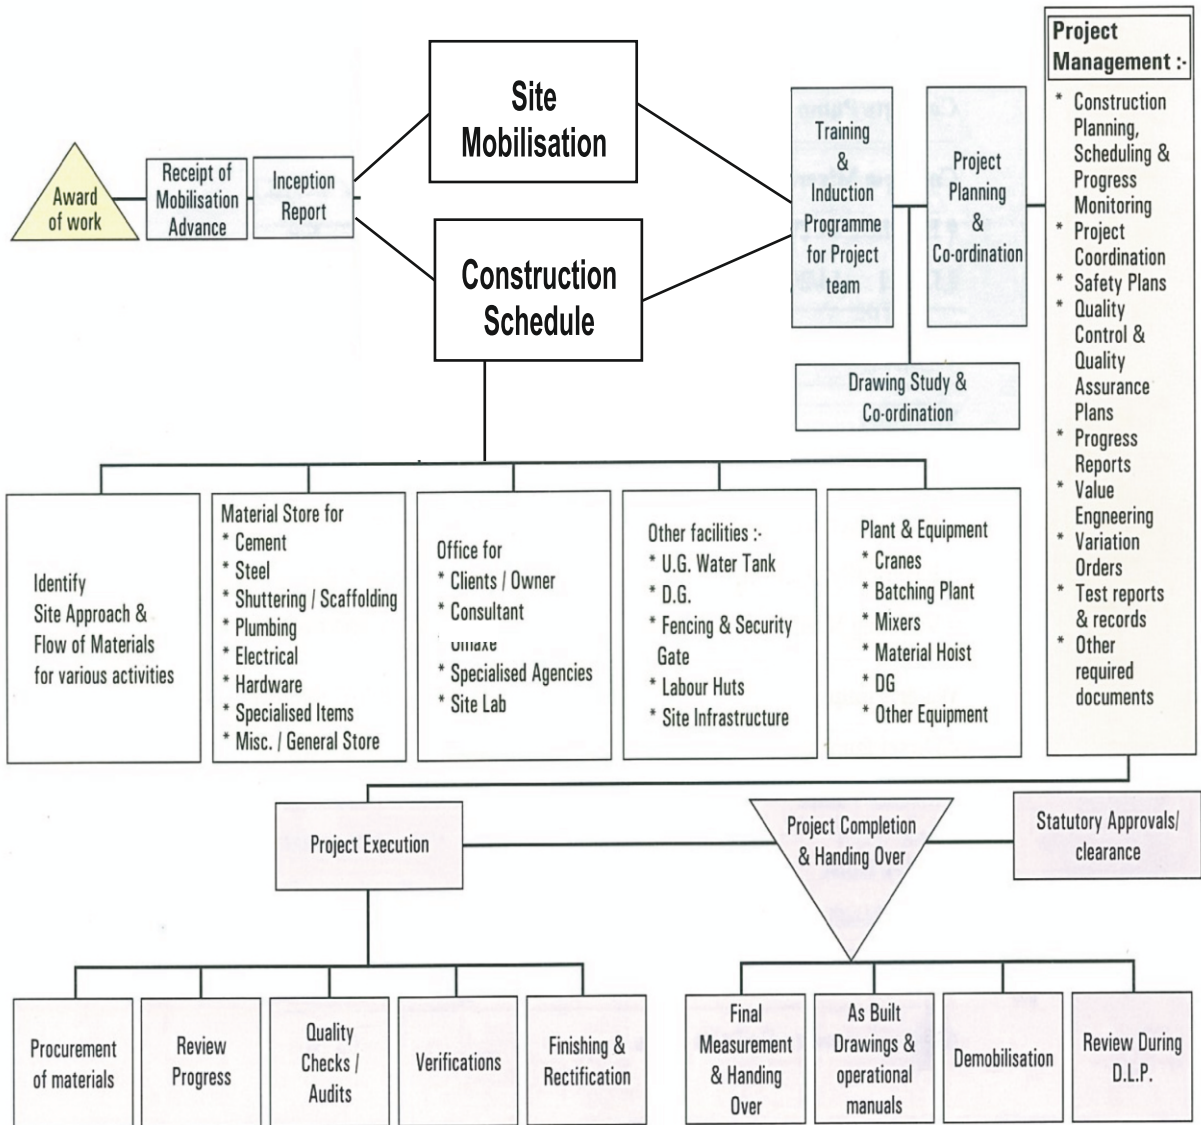 Award
of work
Receipt of
Mobilisation
Advance
Inception
Report
Site
Mobilisation
Construction
Schedule
Training
&
Induction
Programme
for Project
team
Project
Planning
&
Co-ordination
Drawing Study &
Co-ordination
Project
Management :-
* Construction
Planning,
Scheduling &
Progress
Monitoring
* Project
Coordination
* Safety Plans
* Quality
Control &
Quality
Assurance
Plans
* Progress
Reports
* Value
Engneering
* Variation
Orders
* Test reports
& records
* Other
required
documents
Identify
Site Approach &
Flow of Materials
for various activities
Material Store for
* Cement
* Steel
* Shuttering / Scaffolding
* Plumbing
* Electrical
* Hardware
* Specialised Items
* Misc. / General Store
Office for
* Clients / Owner
* Consultant
* Specialised Agencies
* Site Lab
Other facilities :-
* U.G. Water Tank
* D.G.
* Fencing & Security
Gate
* Labour Huts
* Site Infrastructure
Plant & Equipment
* Cranes
* Batching Plant
* Mixers
* Material Hoist
* DG
* Other Equipment
Project Execution
Project Completion
& Handing Over
Statutory Approvals/
clearance
Procurement
of materials
Review
Progress
Quality
Checks /
Audits
Verifications
Finishing &
Rectification
Final
Measurement
& Handing
Over
As Built
Drawings &
operational
manuals
Demobilisation
Review During
D.L.P.